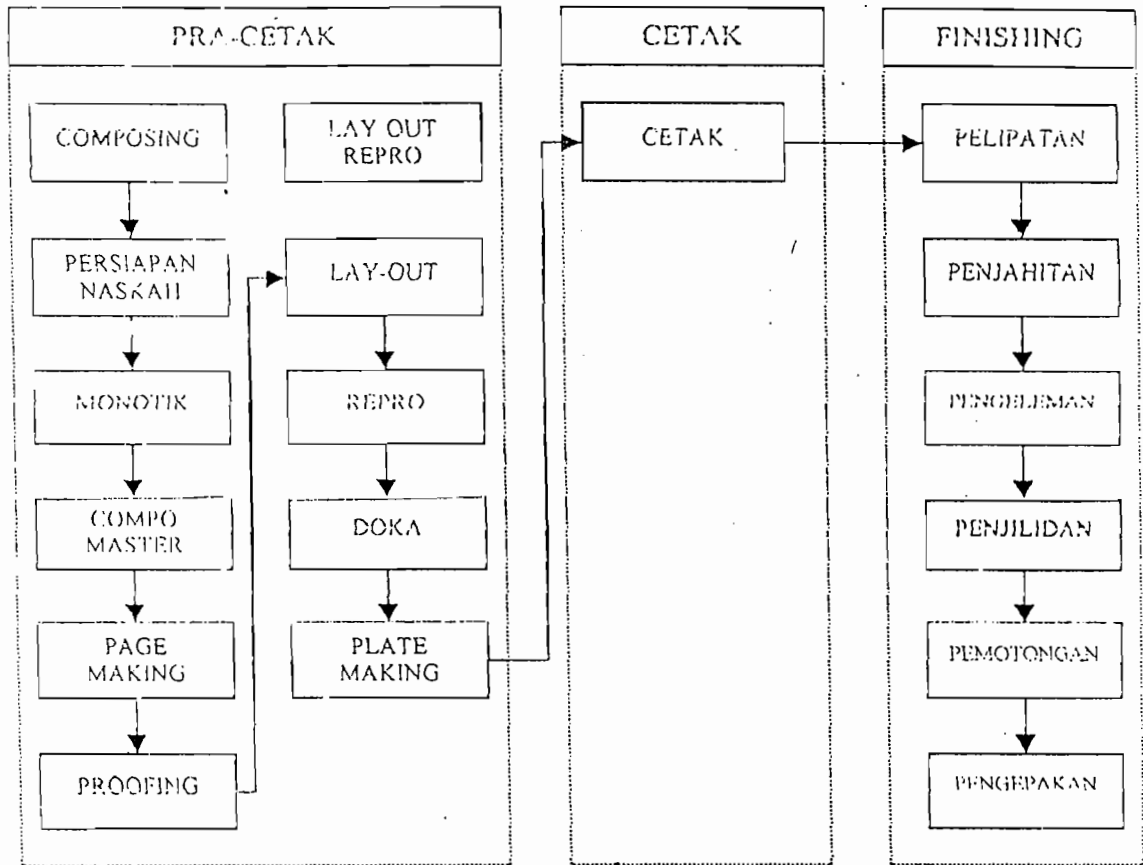 PRA-CETAK
COMPOSING
PERSIAPAN
NASKAH
MONOTIK
COMPO
MASTER
PAGE
MAKING
PROOFING
LAY OUT
REPRO
LAY-OUT
REPRO
DOKA
PLATE
MAKING
CETAK
CETAK
FINISHING
PELIPATAN
PENJAHITAN
PENGELEMAN
PENJILIDAN
PEMOTONGAN
PENGEPAKAN